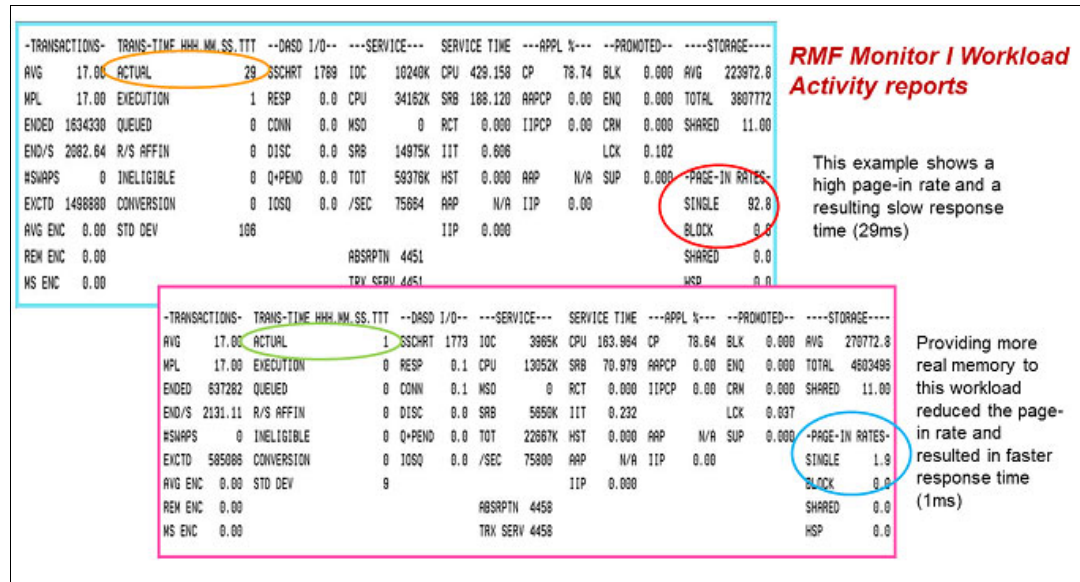 -TRANSACTIONS- TRANS-TIME HHH.MM.SS.TTT --DASD I/O-- ---SERVICE--- SERVICE TIME ---APPL %--- --PROMOTED-- ----STORAGE----
AVG 17.00 ACTUAL 29 SSCHRT 1789 IOC 10240K CPU 429.158 CP 78.74 BLK 0.000 AVG 223972.8
MPL 17.00 EXECUTION 1 RESP 0.0 CPU 34162K SRB 188.120 AAPCP 0.00 ENQ 0.000 TOTAL 3807772
ENDED 1634330 QUEUED 0 CONN 0.0 MSO 0 RCT 0.000 IIPCP 0.00 CRM 0.000 SHARED 11.00
END/S 2082.64 R/S AFFIN 0 DISC 0.0 SRB 14975K IIT 0.606 LCK 0.102
#SWAPS 0 INELIGIBLE 0 Q+PEND 0.0 TOT 59376K HST 0.000 AAP N/A SUP 0.000 -PAGE-IN RATES-
EXCTD 1498880 CONVERSION 0 IOSQ 0.0 /SEC 75664 AAP N/A IIP 0.00 SINGLE 92.8
AVG ENC 0.00 STD DEV 106 IIP 0.000 BLOCK 0.0
REM ENC 0.00 ABSRPTN 4451 SHARED 0.0
MS ENC 0.00 TRX SERV 4451 HSP 0.0
RMF Monitor I Workload
Activity reports
This example shows a
high page-in rate and a
resulting slow response
time (29ms)
-TRANSACTIONS- TRANS-TIME HHH.MM.SS.TTT --DASD I/O-- ---SERVICE--- SERVICE TIME ---APPL %--- --PROMOTED-- ----STORAGE----
AVG 17.00 ACTUAL 1 SSCHRT 1773 IOC 3965K CPU 163.964 CP 78.64 BLK 0.000 AVG 270772.8
MPL 17.00 EXECUTION 0 RESP 0.1 CPU 13052K SRB 70.979 AAPCP 0.00 ENQ 0.000 TOTAL 4603496
ENDED 637282 QUEUED 0 CONN 0.1 MSO 0 RCT 0.000 IIPCP 0.00 CRM 0.000 SHARED 11.00
END/S 2131.11 R/S AFFIN 0 DISC 0.0 SRB 5650K IIT 0.232 LCK 0.037
#SWAPS 0 INELIGIBLE 0 Q+PEND 0.0 TOT 22667K HST 0.000 AAP N/A SUP 0.000 -PAGE-IN RATES-
EXCTD 585086 CONVERSION 0 IOSQ 0.0 /SEC 75800 AAP N/A IIP 0.00 SINGLE 1.9
AVG ENC 0.00 STD DEV 9 IIP 0.000 BLOCK 0.0
REM ENC 0.00 ABSRPTN 4458 SHARED 0.0
MS ENC 0.00 TRX SERV 4458 HSP 0.0
Providing more
real memory to
this workload
reduced the page-
in rate and
resulted in faster
response time
(1ms)